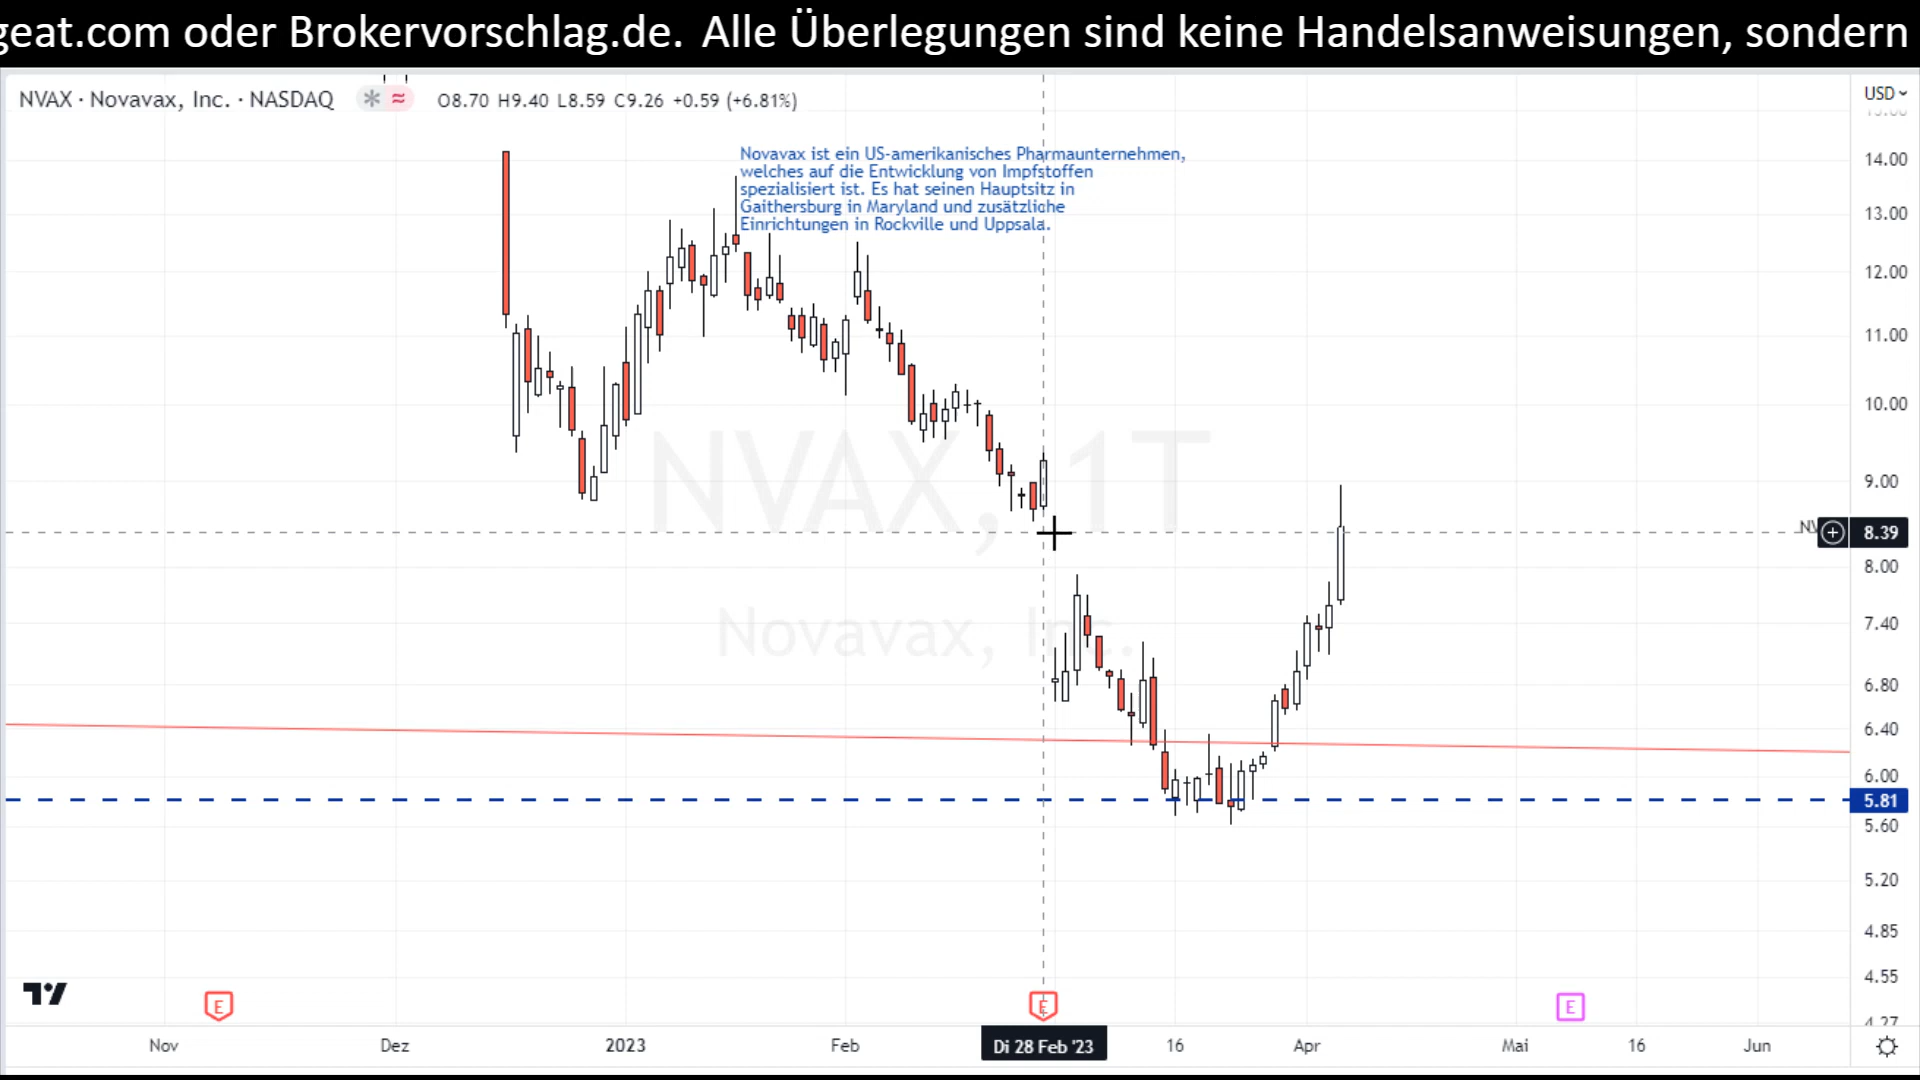 geat.com oder Brokervorschlag.de. Alle Überlegungen sind keine Handelsanweisungen, sondern
NVAX · Novavax, Inc. · NASDAQ O8.70 H9.40 L8.59 C9.26 +0.59 (+6.81%)
USD
Novavax ist ein US-amerikanisches Pharmaunternehmen,
welches auf die Entwicklung von Impfstoffen
spezialisiert ist. Es hat seinen Hauptsitz in
Gaithersburg in Maryland und zusätzliche
Einrichtungen in Rockville und Uppsala.
14.00
13.00
12.00
11.00
10.00
9.00
NVAX, 1T
Novavax, Inc.
8.39
8.00
7.40
6.80
6.40
6.00
5.81
5.60
5.20
4.85
4.55
E E E
Nov Dez 2023 Feb Di 28 Feb '23 16 Apr Mai 16 Jun